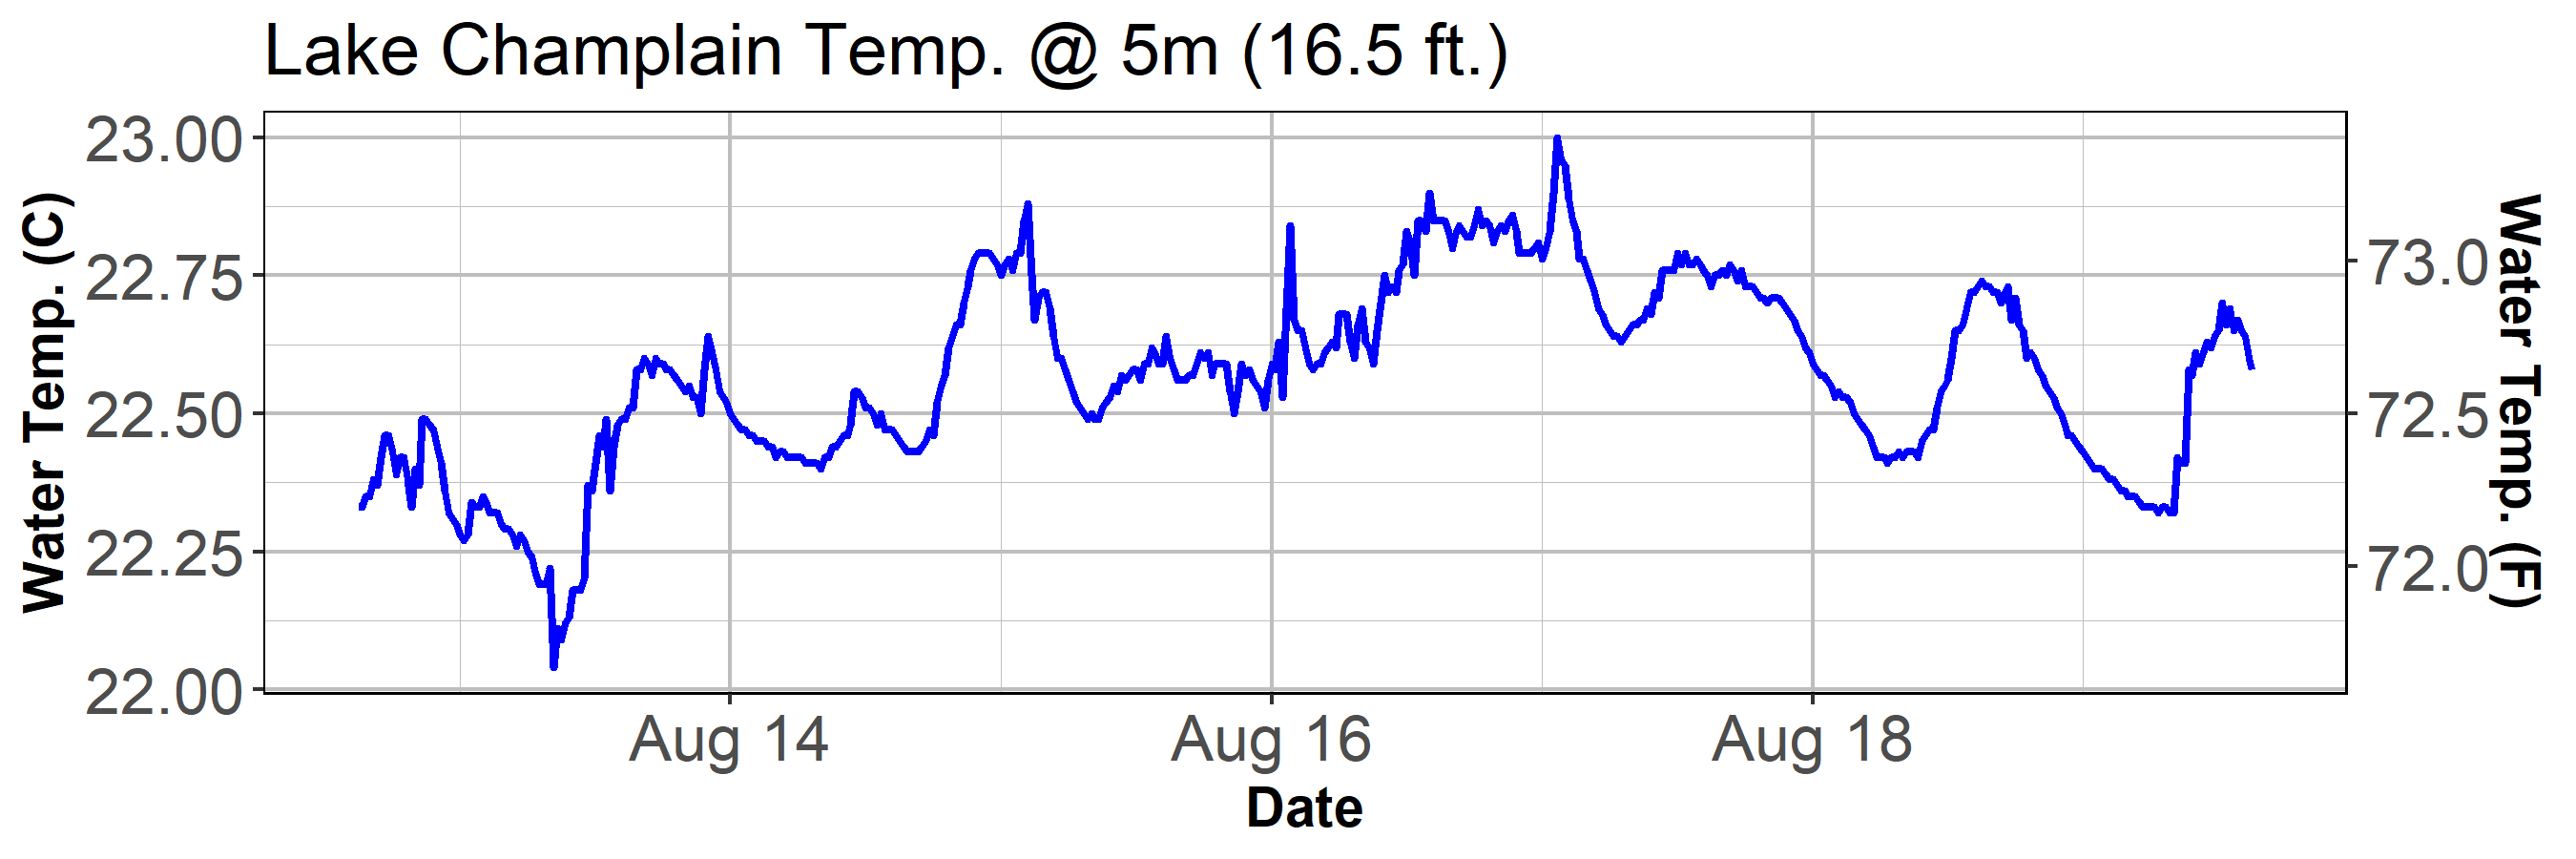 Lake Champlain Temp. @ 5m (16.5 ft.)
Water Temp. (C)
23.00
22.75
22.50
22.25
22.00
73.0
72.5
72.0
Water Temp. (F)
Aug 14
Aug 16
Aug 18
Date